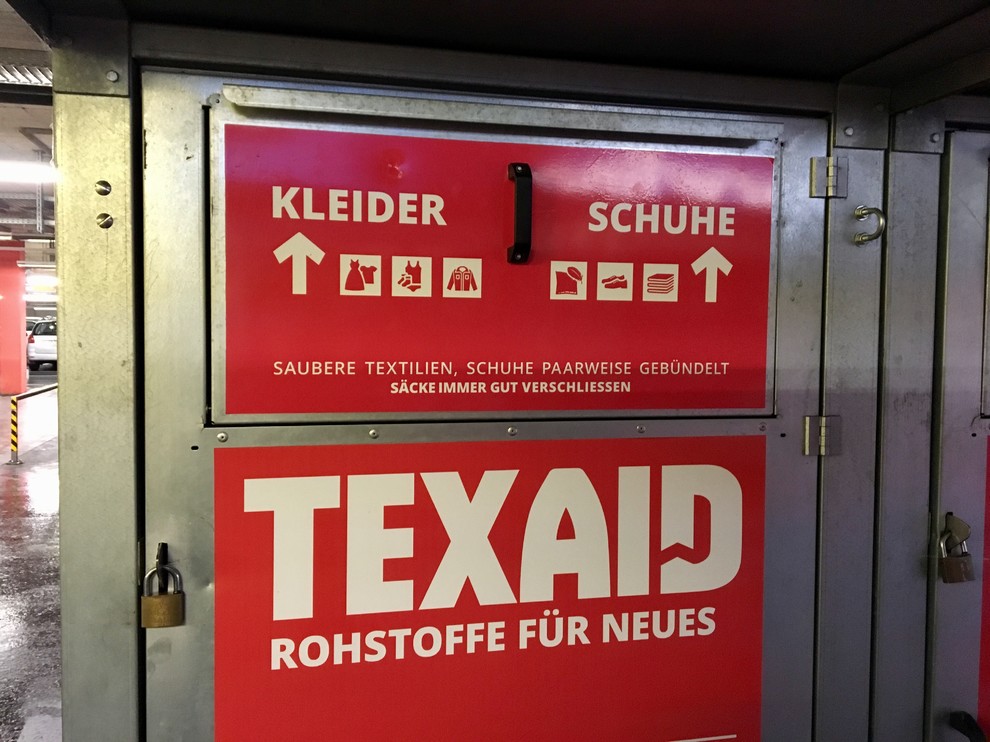 KLEIDER
SCHUHE
SAUBERE TEXTILIEN, SCHUHE PAARWEISE GEBÜNDELT
SÄCKE IMMER GUT VERSCHLIESSEN
TEXAID
ROHSTOFFE FÜR NEUES